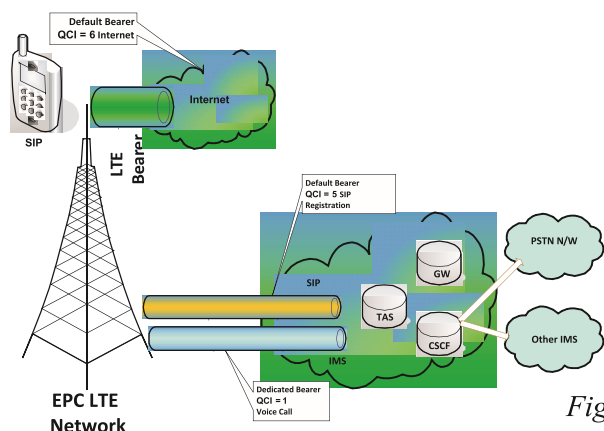 Default Bearer
QCI = 6 Internet
Internet
SIP
LTE
Bearer
Default Bearer
QCI = 5 SIP
Registration
PSTN N/W
GW
SIP
TAS
CSCF
Other IMS
IMS
Dedicated Bearer
QCI = 1
Voice Call
EPC LTE
Network
Fig